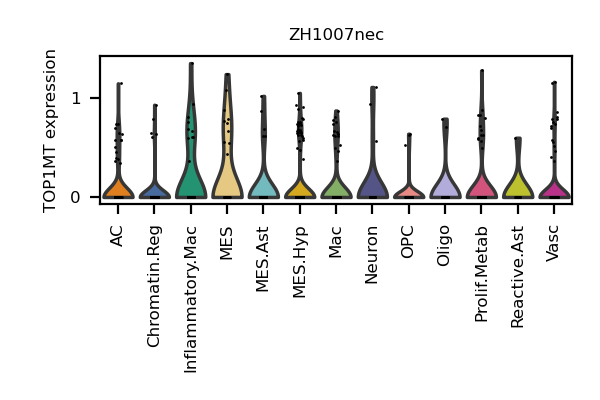 ZH1007nec
TOP1MT expression
1
0
AC
Chromatin.Reg
Inflammatory.Mac
MES
MES.Ast
MES.Hyp
Mac
Neuron
OPC
Oligo
Prolif.Metab
Reactive.Ast
Vasc